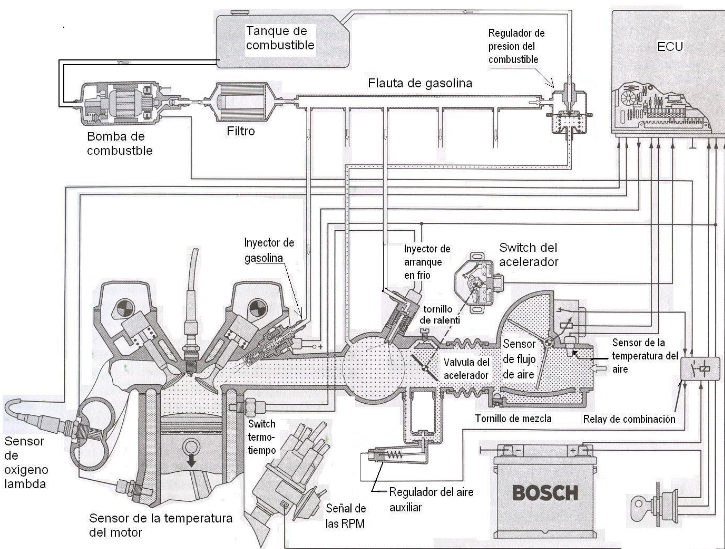 Tanque de
combustible
Regulador de
presion del
combustible
ECU
Flauta de gasolina
Bomba de
combustble
Filtro
Inyector de
gasolina
Inyector de
arranque
en frio
Switch del
acelerador
tornillo
de ralenti
Sensor
de flujo
de aire
Valvula del
acelerador
Sensor de la
temperatura del
aire
Tornillo de mezcla
Relay de combinación
Sensor
de
oxigeno
lambda
Switch
termo-
tiempo
Sensor de la temperatura
del motor
Señal de
las RPM
Regulador del aire
auxiliar
BOSCH